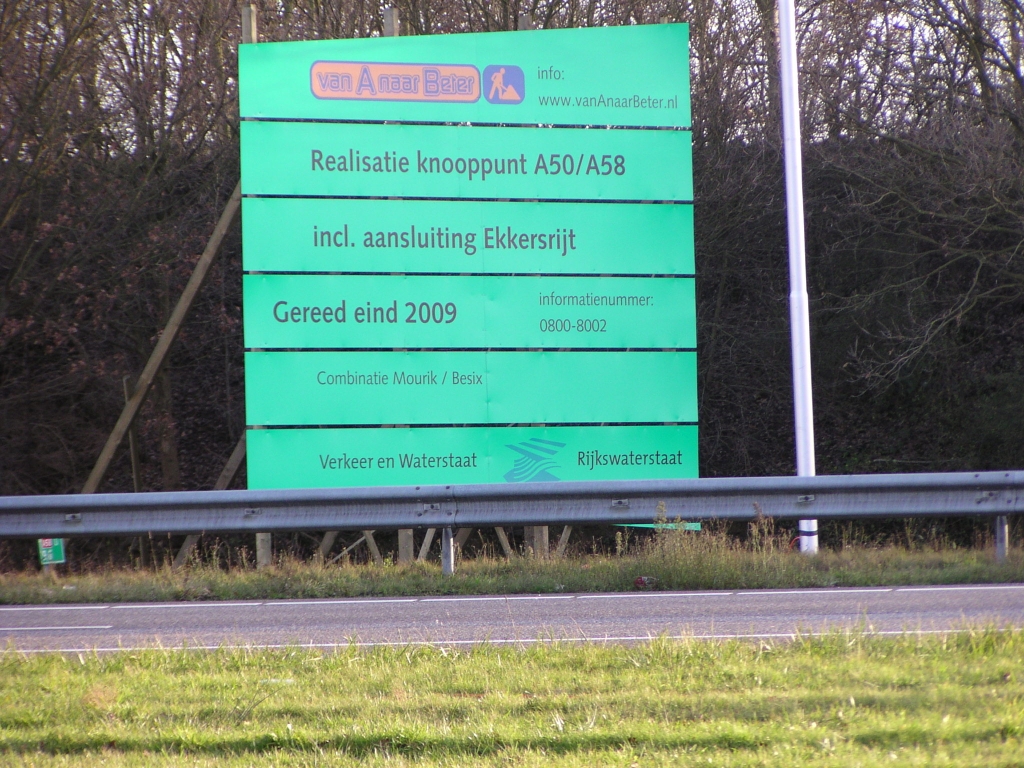 van A naar Beter
info:
www.vanAnaarBeter.nl
Realisatie knooppunt A50/A58
incl. aansluiting Ekkersrijt
Gereed eind 2009
informatienummer:
0800-8002
Combinatie Mourik / Besix
Verkeer en Waterstaat
Rijkswaterstaat